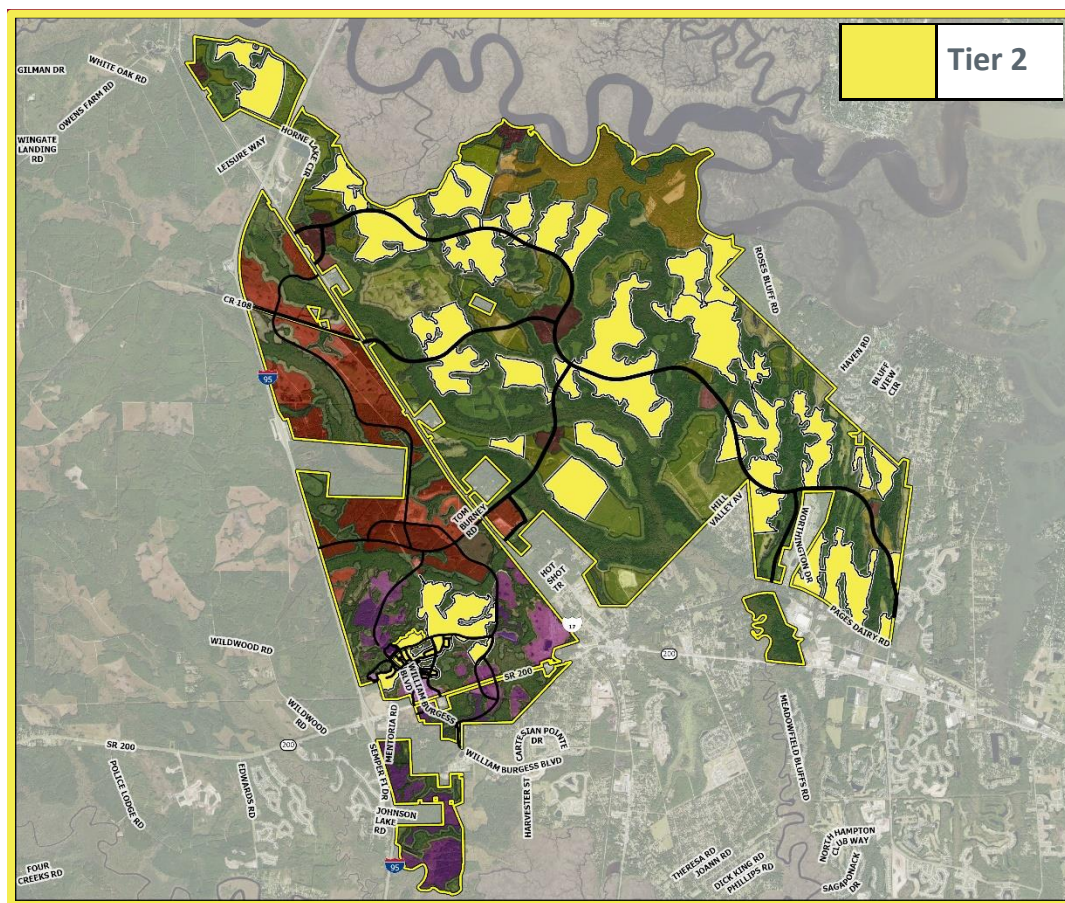 Tier 2
GILMAN DR
WHITE OAK RD
OWENS FARM RD
WINGATE
LANDING
RD
LEISURE WAY
HORNE LAKE CIR
CR 108
95
ROSES BLUFF RD
HAVEN RD
BLUFF
VIEW
CIR
TOM
BURNEY
RD
HILL
VALLEY AV
HOT SHOT
TR
WORTHINGTON DR
17
PAGES DAIRY RD
200
WILDWOOD RD
WILLIAM BURGESS
BLVD
SR 200
WILDWOOD
RD
MENTORIA RD
CARTESIAN POINTE
DR
SR 200
200
WILLIAM BURGESS BLVD
SEMPER FI DR
POLICE LODGE RD
EDWARDS RD
HARVESTER ST
MEADOWFIELD BLUFFS RD
JOHNSON
LAKE
RD
95
FOUR
CREEKS RD
THERESA RD
JOANN RD
DICK KING RD
PHILLIPS RD
NORTH HAMPTON
CLUB WAY
SAGAPONACK
DR